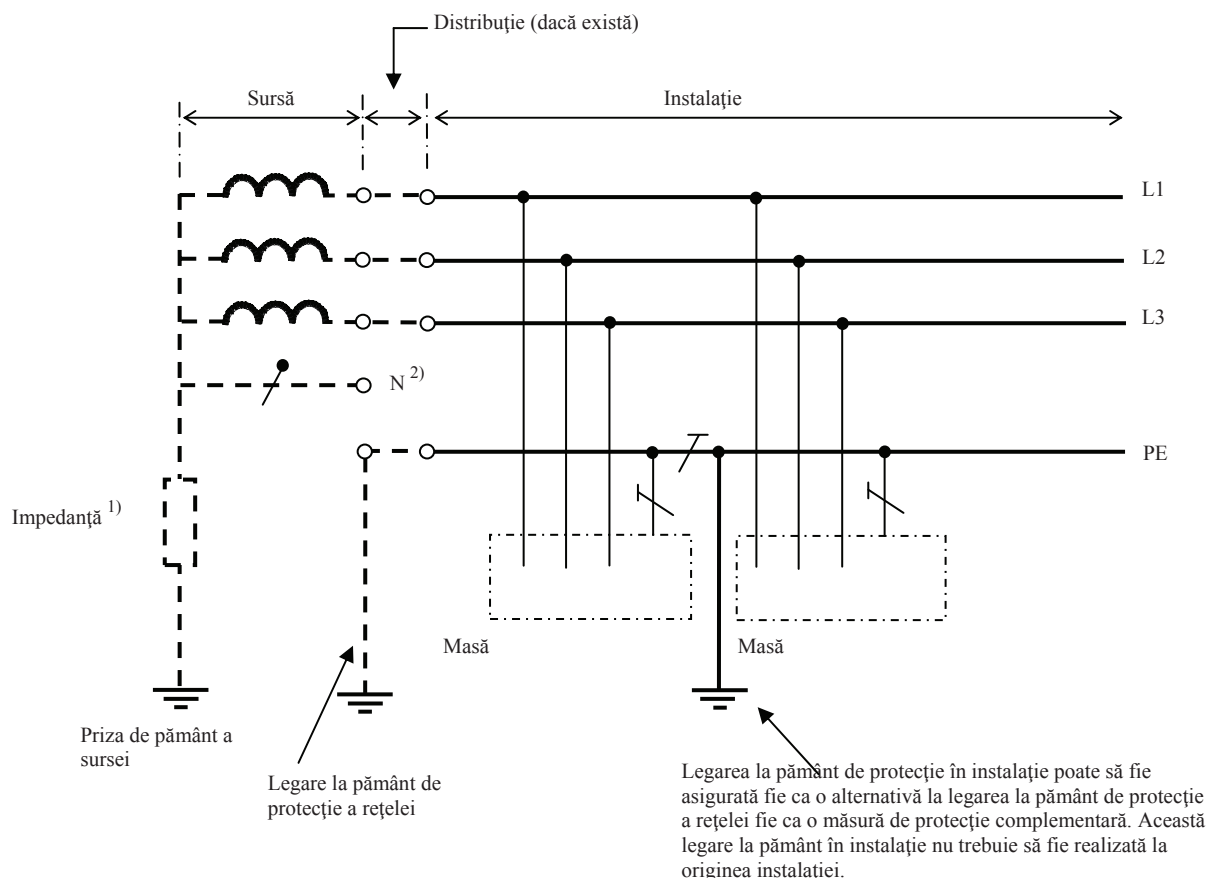 Distribuţie (dacă există)
Sursă
Instalaţie
L1
L2
L3
N 2)
PE
Impedanţă 1)
Masă
Masă
Priza de pământ a
sursei
Legare la pământ de
protecţie a reţelei
Legarea la pământ de protecţie în instalaţie poate să fie
asigurată fie ca o alternativă la legarea la pământ de protecţie
a reţelei fie ca o măsură de protecţie complementară. Această
legare la pământ în instalaţie nu trebuie să fie realizată la
originea instalaţiei.